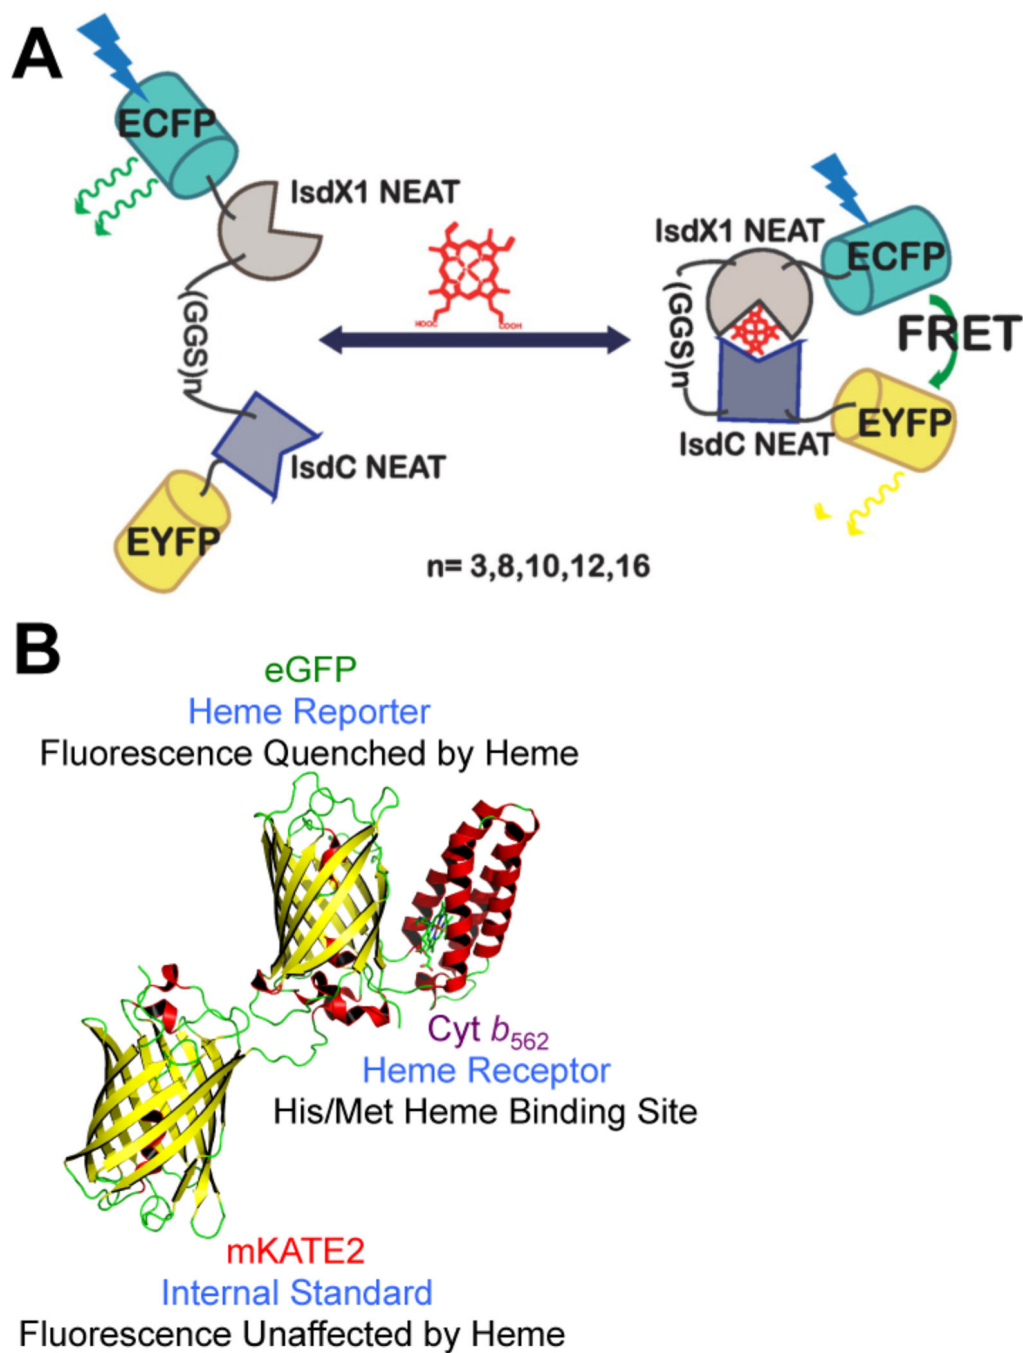 A
ECFP
IsdX1 NEAT
(GGS)n
IsdC NEAT
EYFP
HOOC
COOH
IsdX1 NEAT
ECFP
(GGS)n
FRET
EYFP
IsdC NEAT
n= 3,8,10,12,16
B
eGFP
Heme Reporter
Fluorescence Quenched by Heme
Cyt b562
Heme Receptor
His/Met Heme Binding Site
mKATE2
Internal Standard
Fluorescence Unaffected by Heme